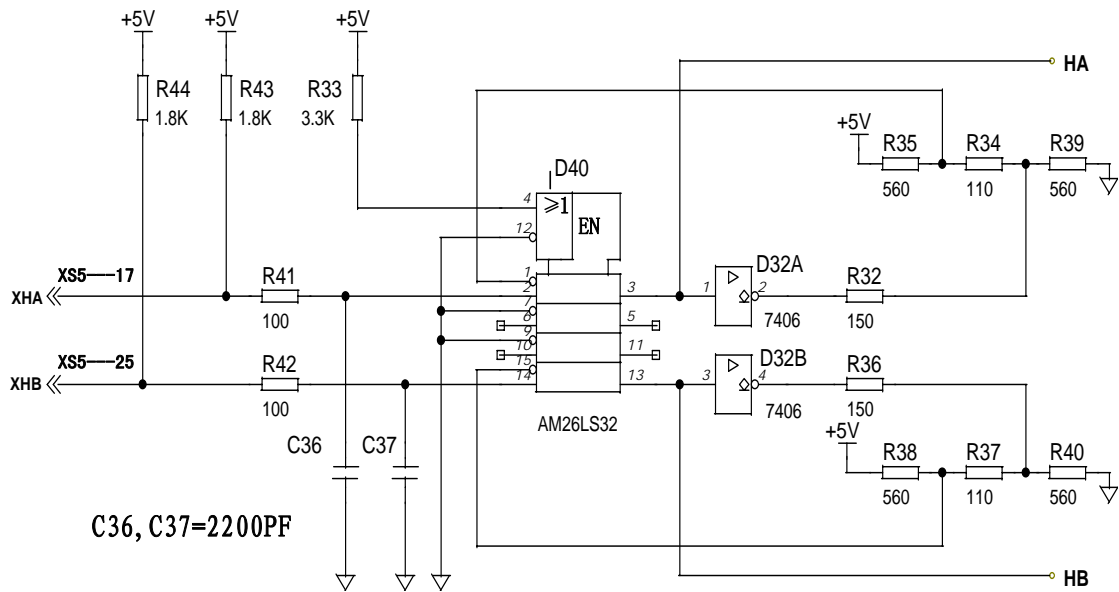 +5V +5V +5V
HA
R44 R43 R33
1.8K 1.8K 3.3K
+5V R35 R34 R39
560 110 560
D40
4 ≥1
12 EN
XS5---17
XHA R41 1 2 3 1 D32A 2 R32
100 7406 150
7
8 5
9
10 11
XS5---25
XHB R42 15 14 13 3 D32B 4 R36
100 7406 150
AM26LS32
C36 C37
+5V R38 R37 R40
560 110 560
C36, C37=2200PF
HB